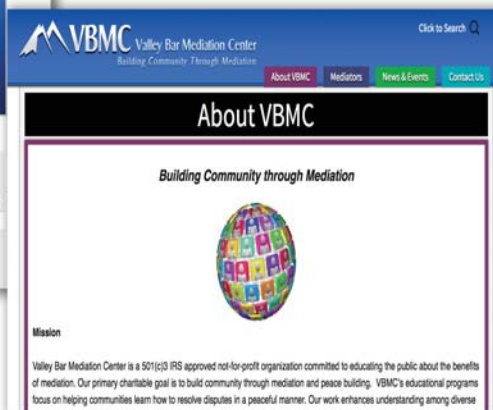 Click to Search
VBMC Valley Bar Mediation Center
Building Community Through Mediation
About VBMC Mediators News & Events Contact Us
About VBMC
Building Community through Mediation
Mission
Valley Bar Mediation Center is a 501(c)3 IRS approved not-for-profit organization committed to educating the public about the benefits
of mediation. Our primary charitable goal is to build community through mediation and peace building. VBMC's educational programs
focus on helping communities learn how to resolve disputes in a peaceful manner. Our work enhances understanding among diverse